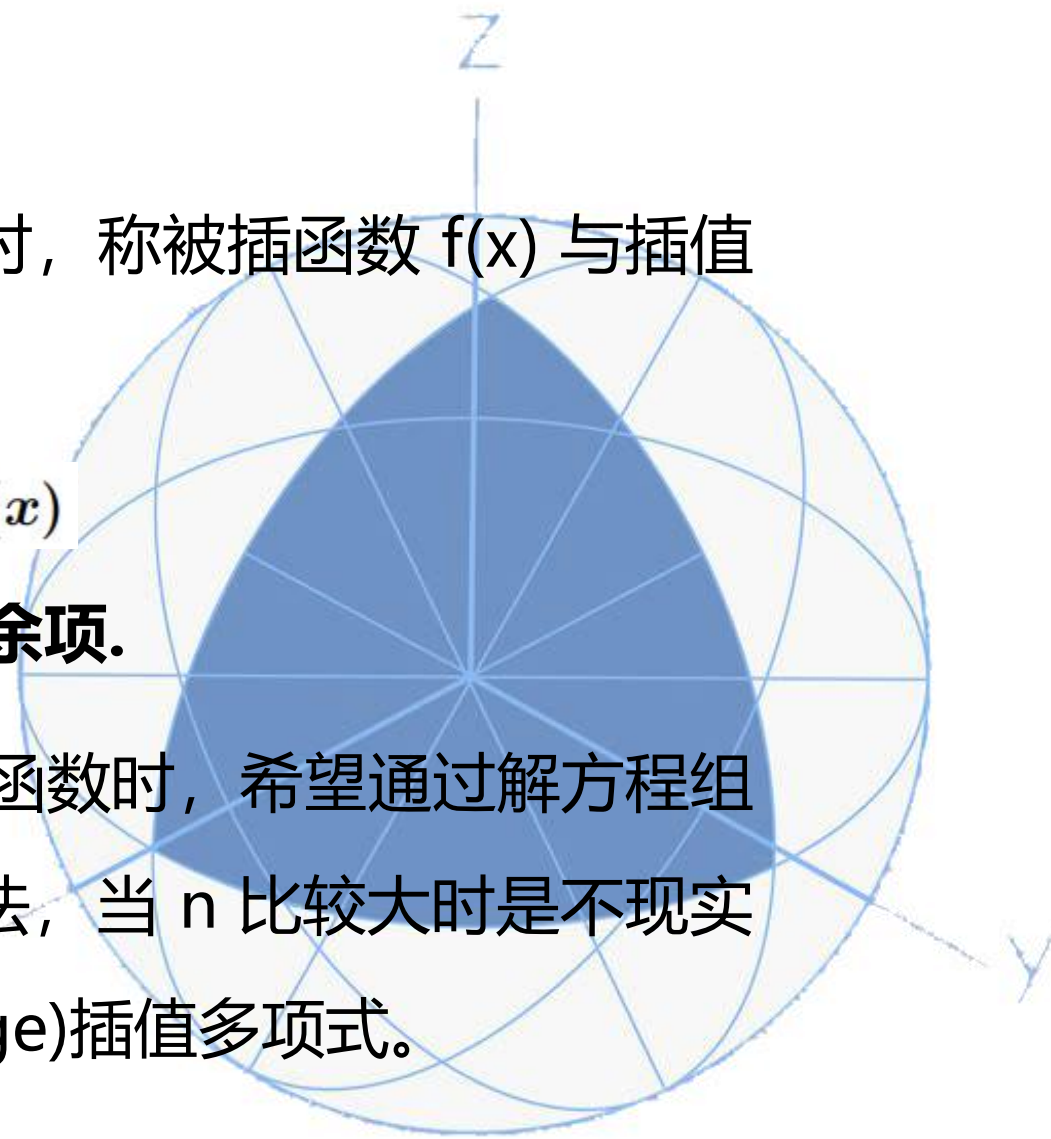 Z
时，称被插函数 f(x) 与插值
(x)
余项.
函数时，希望通过解方程组
法，当 n 比较大时是不现实
ge)插值多项式。
Y